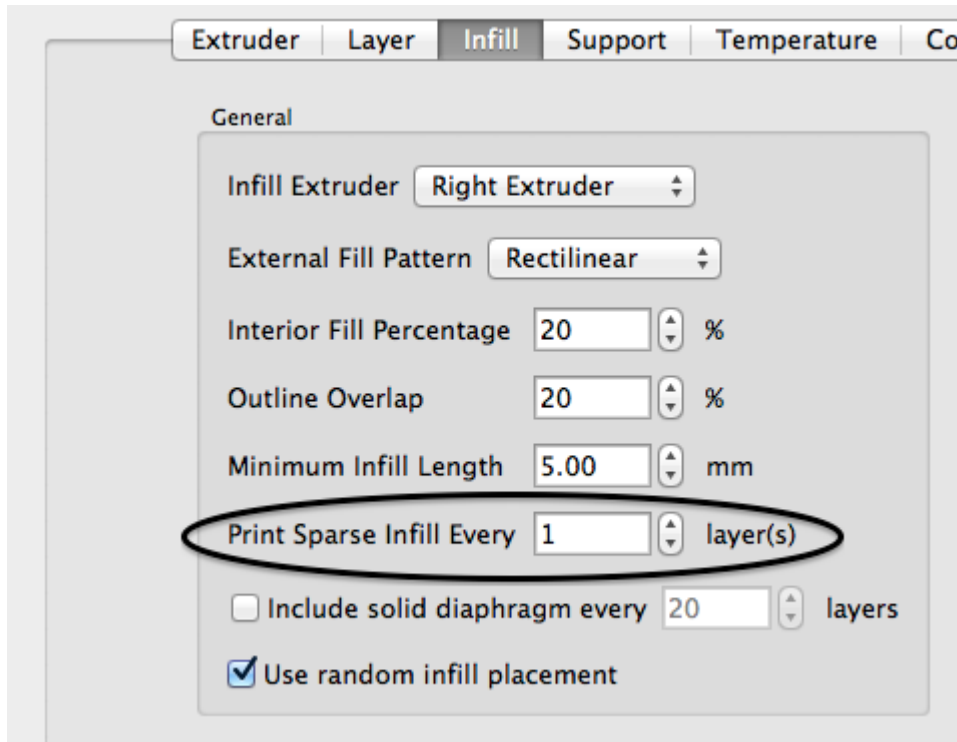 Extruder Layer Infill Support Temperature Co
General
Infill Extruder Right Extruder
External Fill Pattern Rectilinear
Interior Fill Percentage 20 %
Outline Overlap 20 %
Minimum Infill Length 5.00 mm
Print Sparse Infill Every 1 layer(s)
Include solid diaphragm every 20 layers
Use random infill placement